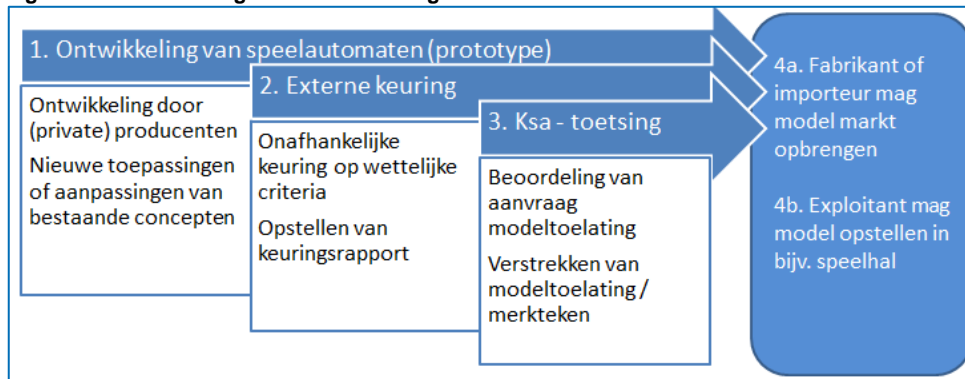 1. Ontwikkeling van speelautomaten (prototype)
Ontwikkeling door
(private) producenten
Nieuwe toepassingen
of aanpassingen van
bestaande concepten
2. Externe keuring
Onafhankelijke
keuring op wettelijke
criteria
Opstellen van
keuringsrapport
3. Ksa - toetsing
Beoordeling van
aanvraag
modeltoelating
Verstrekken van
modeltoelating /
merkteken
4a. Fabrikant of
importeur mag
model markt
opbrengen
4b. Exploitant mag
model opstellen in
bijv. speelhal